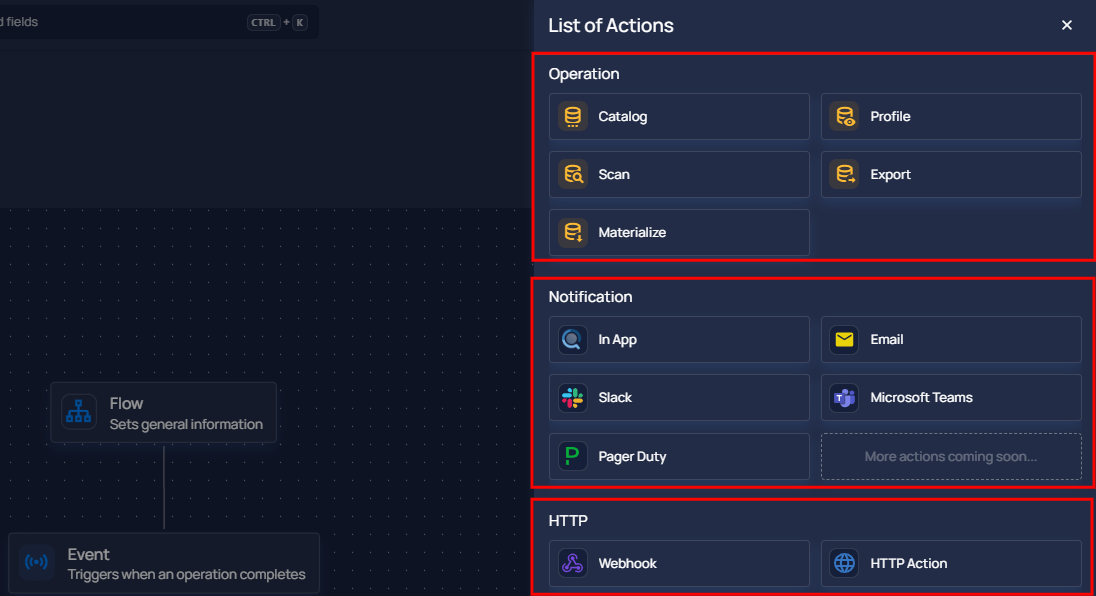 d fields
CTRL + K
List of Actions
Operation
Catalog
Profile
Scan
Export
Materialize
Notification
In App
Email
Slack
Microsoft Teams
Pager Duty
More actions coming soon...
HTTP
Webhook
HTTP Action
Flow
Sets general information
Event
Triggers when an operation completes